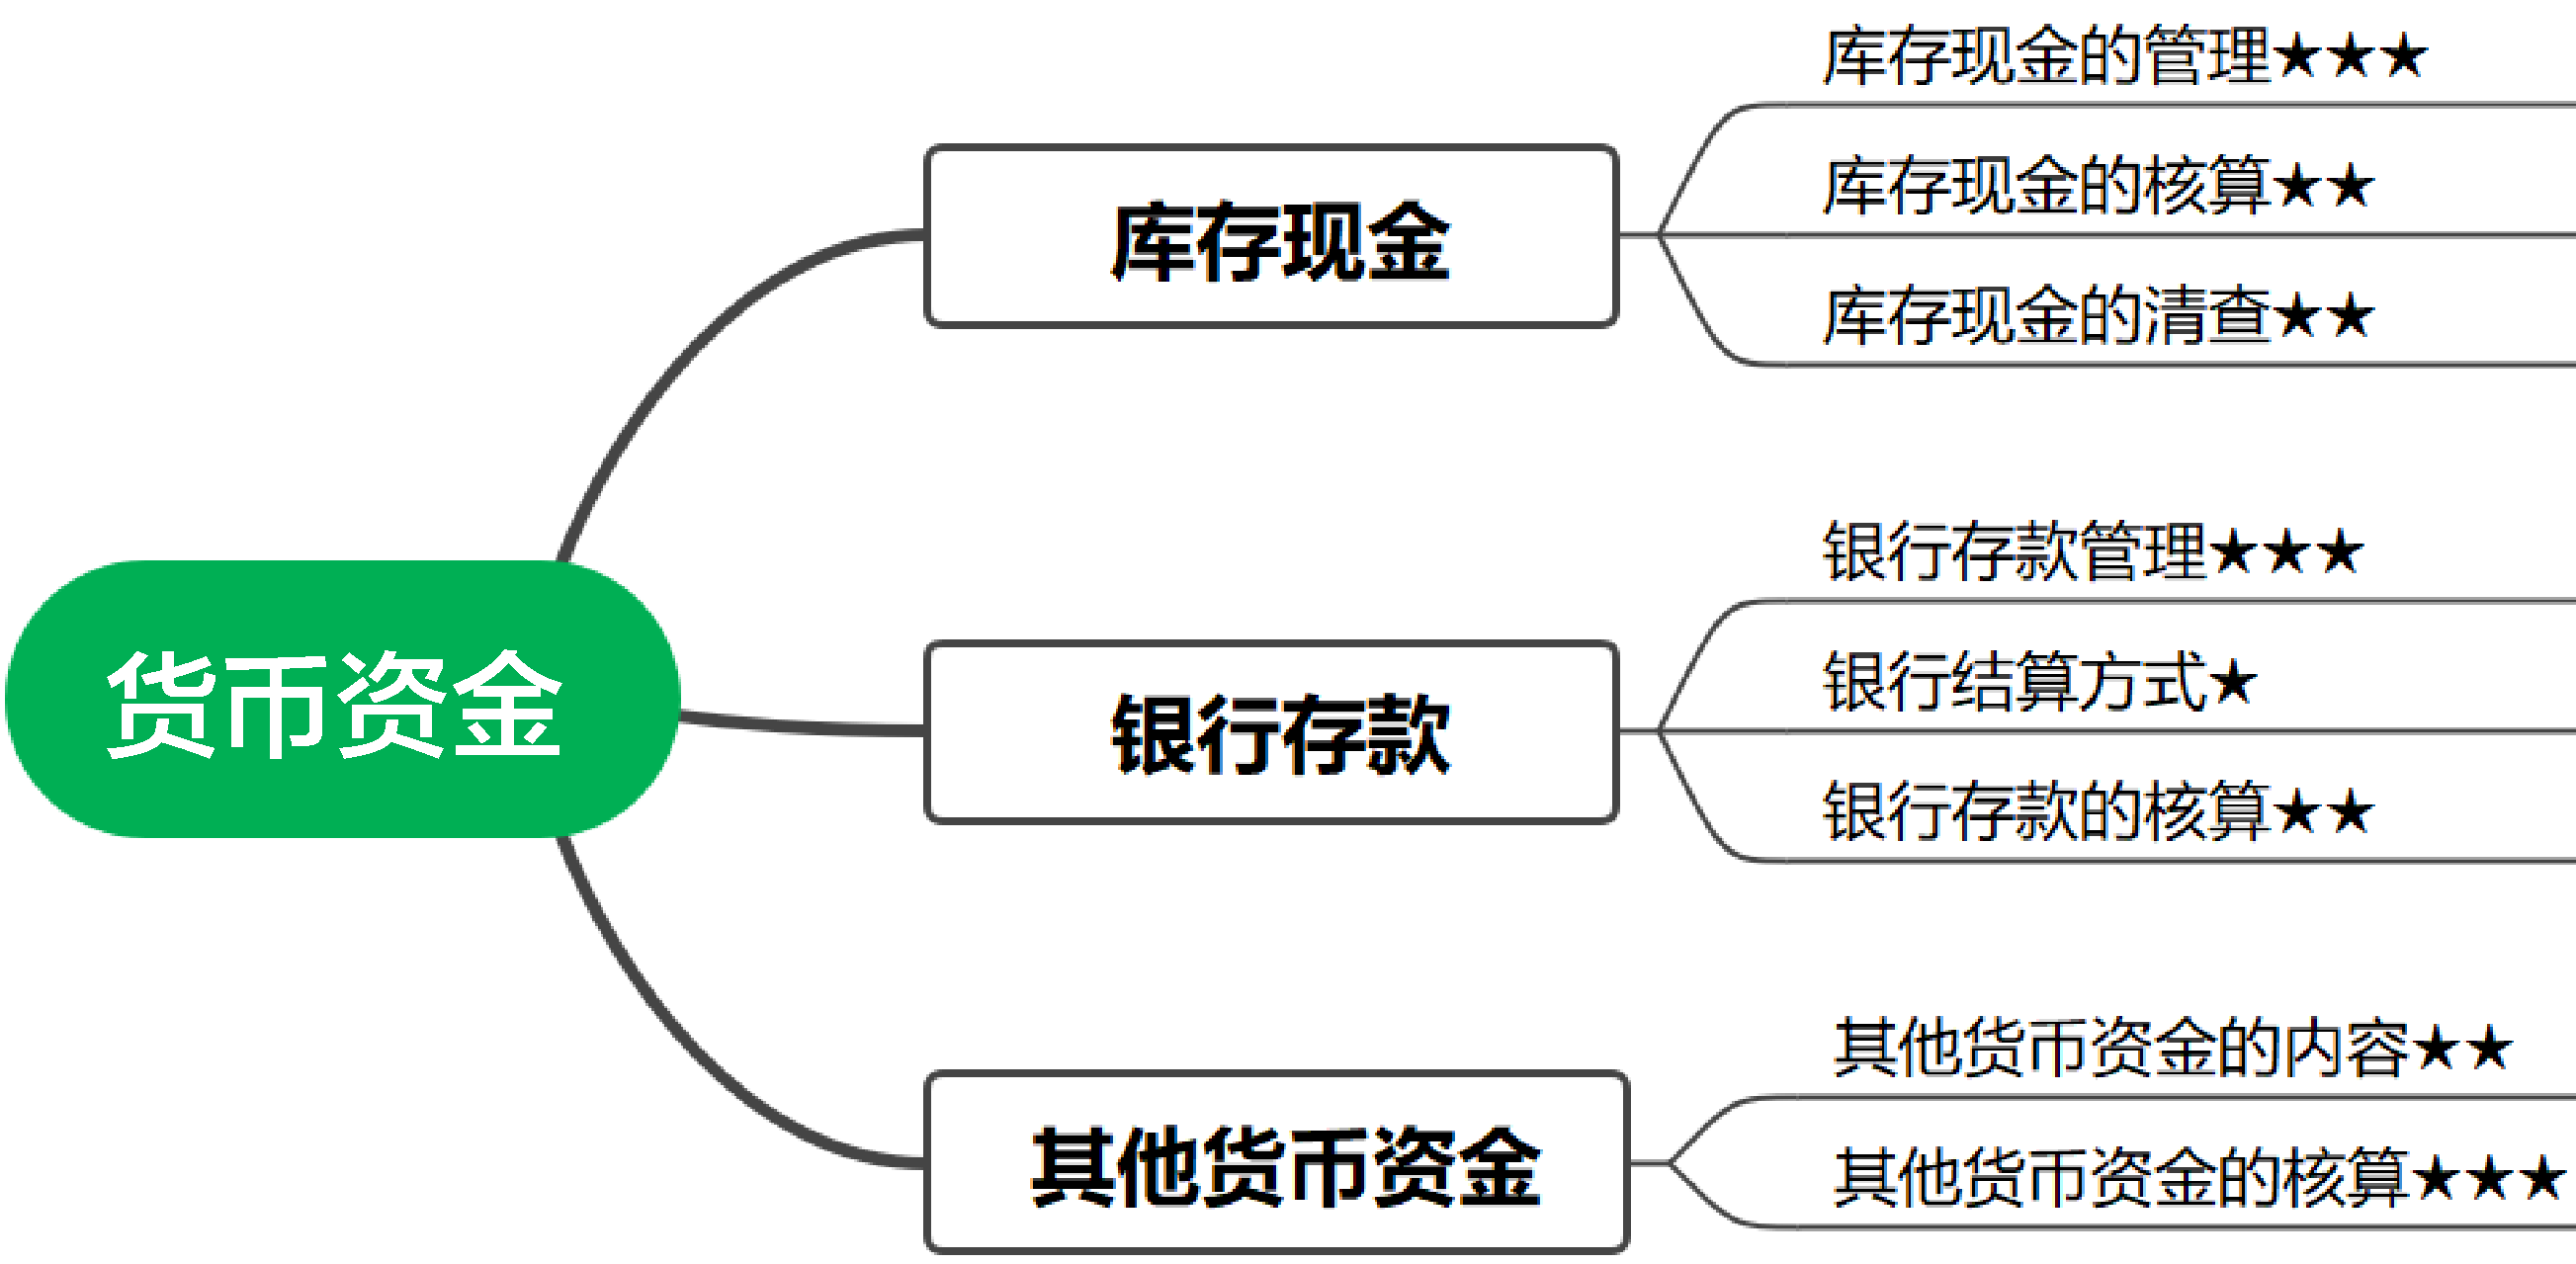 货币资金
库存现金
库存现金的管理★★★
库存现金的核算★★
库存现金的清查★★
银行存款
银行存款管理★★★
银行结算方式★
银行存款的核算★★
其他货币资金
其他货币资金的内容★★
其他货币资金的核算★★★